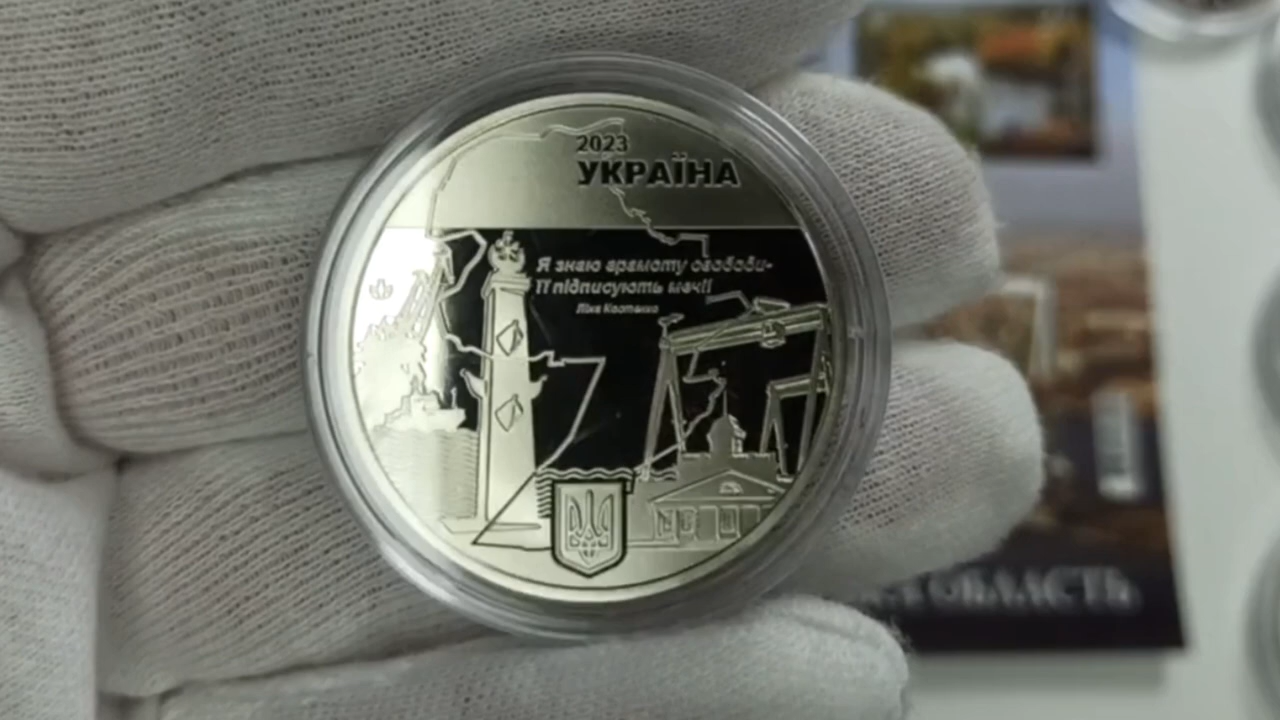 2023
УКРАЇНА
Я знаю грамоту свободи-
її підписують мечі!
Ліна Костенко
ОБЛАСТЬ